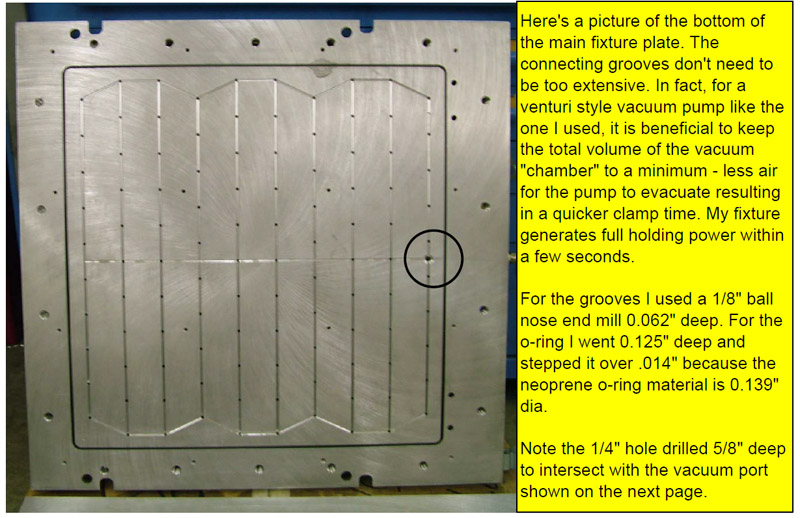 Here's a picture of the bottom of
the main fixture plate. The
connecting grooves don't need to
be too extensive. In fact, for a
venturi style vacuum pump like the
one I used, it is beneficial to keep
the total volume of the vacuum
"chamber" to a minimum - less air
for the pump to evacuate resulting
in a quicker clamp time. My fixture
generates full holding power within
a few seconds.
For the grooves I used a 1/8" ball
nose end mill 0.062" deep. For the
o-ring I went 0.125" deep and
stepped it over .014" because the
neoprene o-ring material is 0.139"
dia.
Note the 1/4" hole drilled 5/8" deep
to intersect with the vacuum port
shown on the next page.